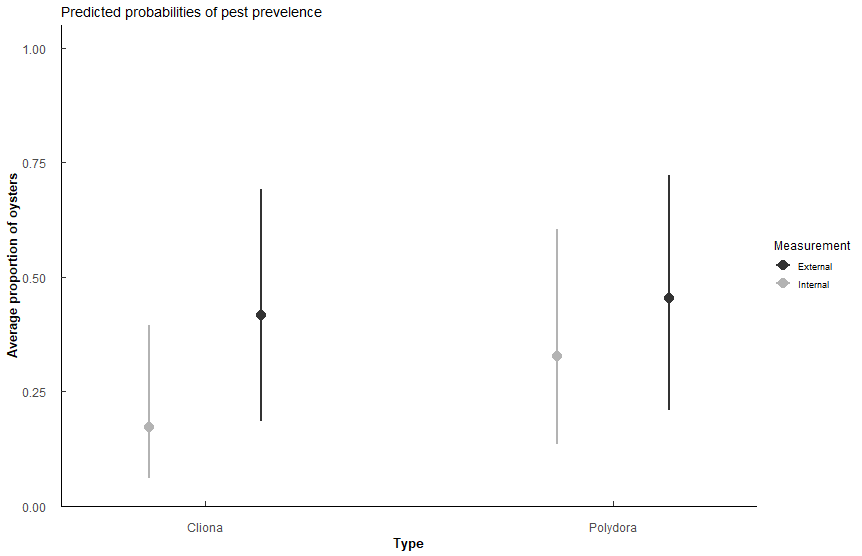 Predicted probabilities of pest prevelence
1.00
0.75
0.50
0.25
0.00
Average proportion of oysters
Cliona
Polydora
Type
Measurement
External
Internal